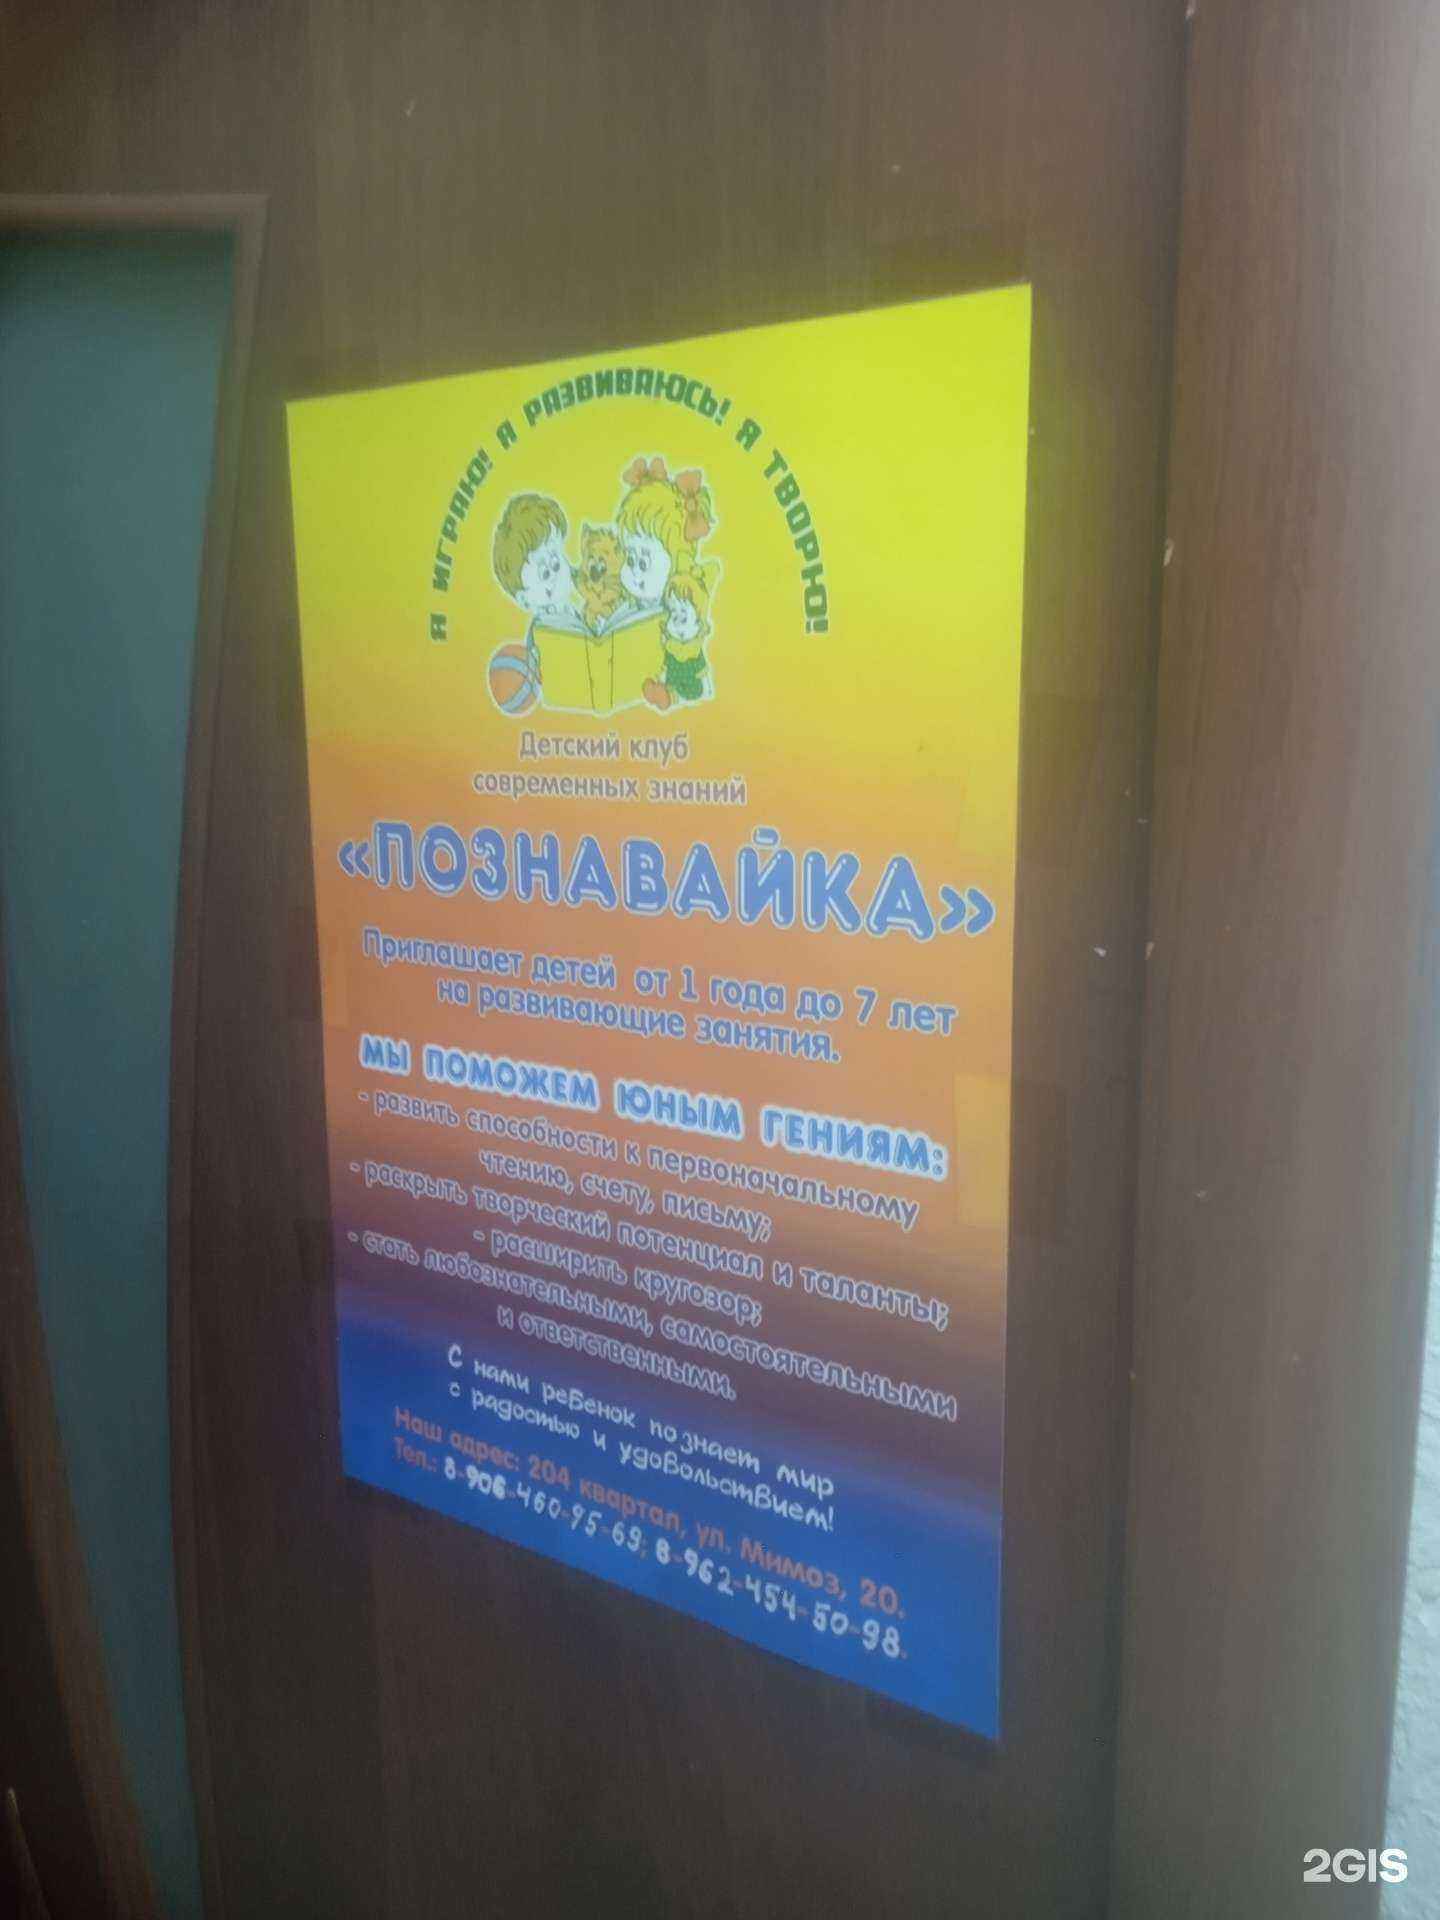 Я ИГРАЮ! Я РАЗВИВАЮСЬ! Я ТВОРЮ!
Детский клуб
современных знаний
«ПОЗНАВАЙКА»
Приглашает детей от 1 года до 7 лет
на развивающие занятия.
МЫ ПОМОЖЕМ ЮНЫМ ГЕНИЯМ:
- развить способности к первоначальному
чтению, счету, письму;
- раскрыть творческий потенциал и таланты;
- расширить кругозор;
- стать любознательными, самостоятельными
и ответственными.
С нами ребенок познает мир
с радостью и удовольствием!
Наш адрес: 204 квартал, ул. Мимоз, 20.
Тел.: 8-906-460-95-69; 8-962-454-50-98.
2GIS